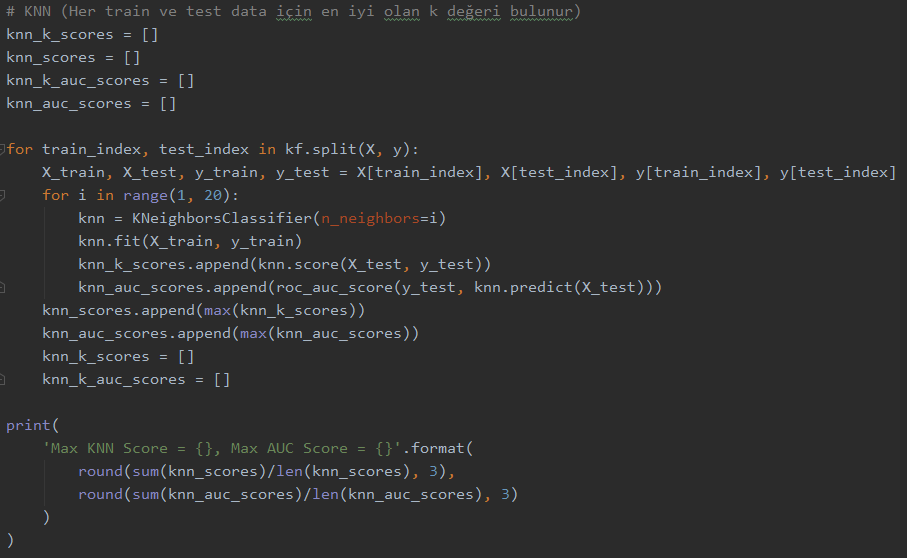 # KNN (Her train ve test data için en iyi olan k değeri bulunur)
knn_k_scores = []
knn_scores = []
knn_k_auc_scores = []
knn_auc_scores = []

for train_index, test_index in kf.split(X, y):
    X_train, X_test, y_train, y_test = X[train_index], X[test_index], y[train_index], y[test_index]
    for i in range(1, 20):
        knn = KNeighborsClassifier(n_neighbors=i)
        knn.fit(X_train, y_train)
        knn_k_scores.append(knn.score(X_test, y_test))
        knn_auc_scores.append(roc_auc_score(y_test, knn.predict(X_test)))
    knn_scores.append(max(knn_k_scores))
    knn_auc_scores.append(max(knn_auc_scores))
    knn_k_scores = []
    knn_k_auc_scores = []

print(
    'Max KNN Score = {}, Max AUC Score = {}'.format(
        round(sum(knn_scores)/len(knn_scores), 3),
        round(sum(knn_auc_scores)/len(knn_auc_scores), 3)
    )
)